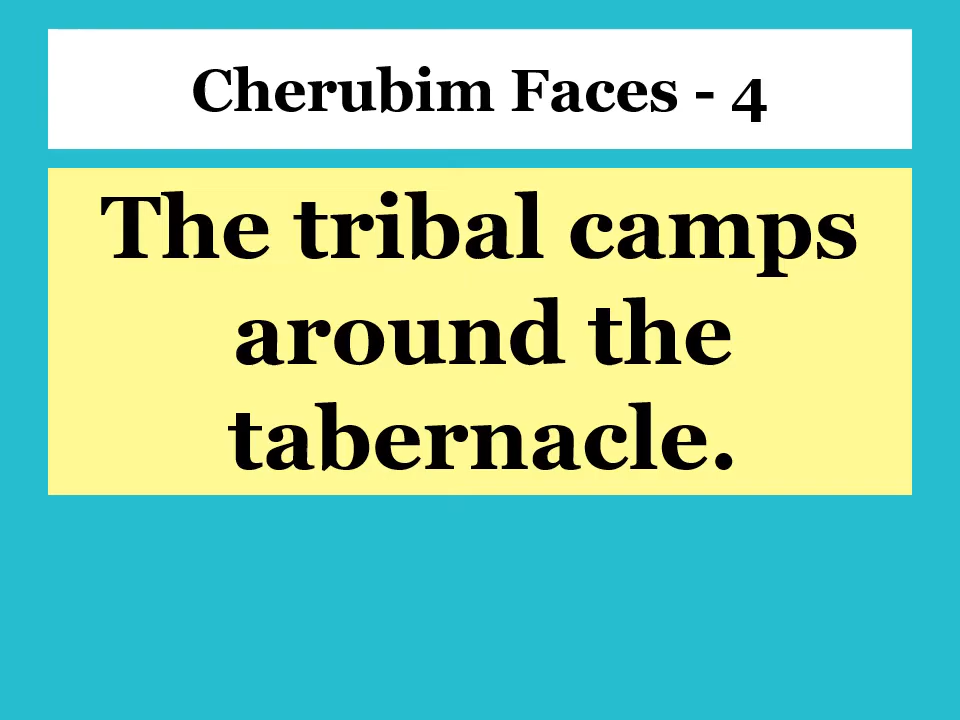 Cherubim Faces - 4
The tribal camps
around the
tabernacle.